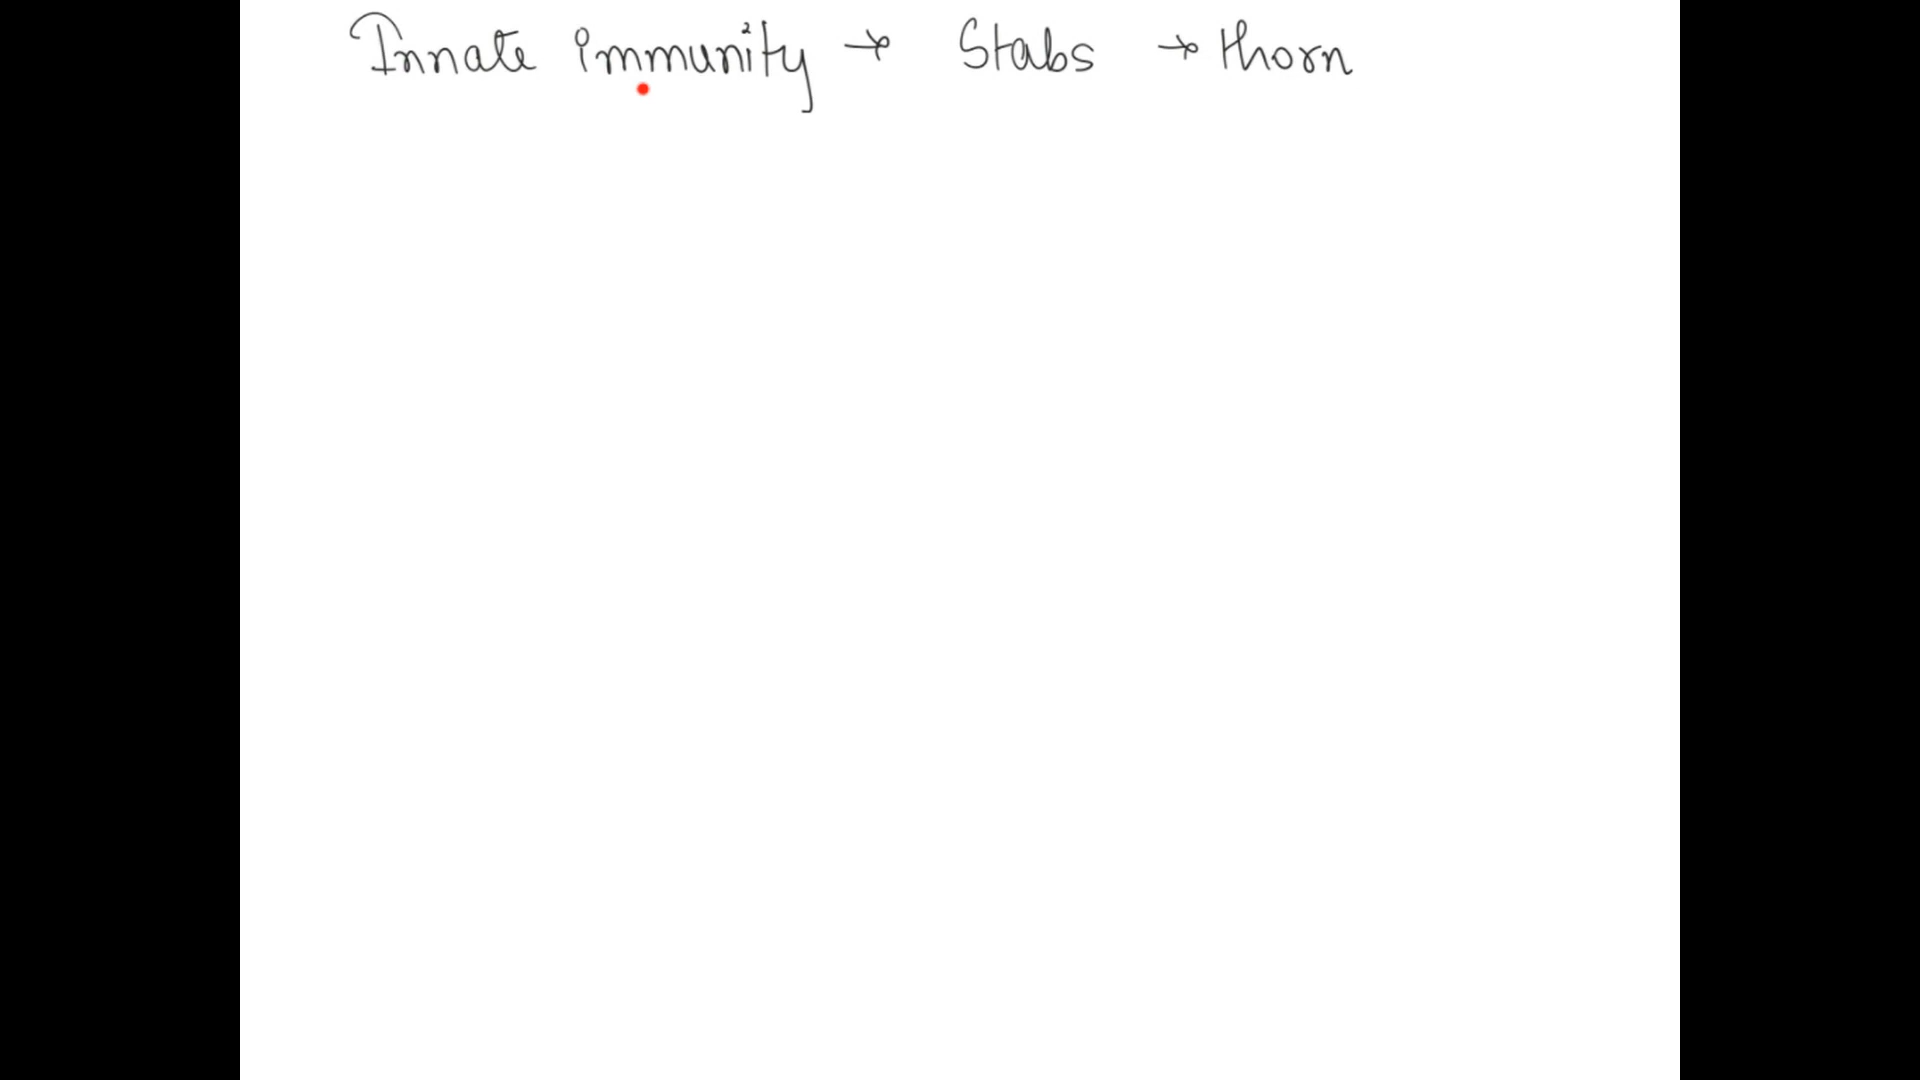 Innate immunity → Stabs → thorn